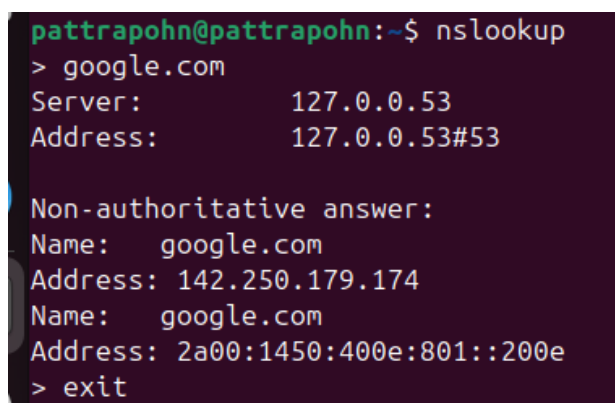 pattrapohn@pattrapohn:~$ nslookup
> google.com
Server:         127.0.0.53
Address:        127.0.0.53#53

Non-authoritative answer:
Name:   google.com
Address: 142.250.179.174
Name:   google.com
Address: 2a00:1450:400e:801::200e
> exit